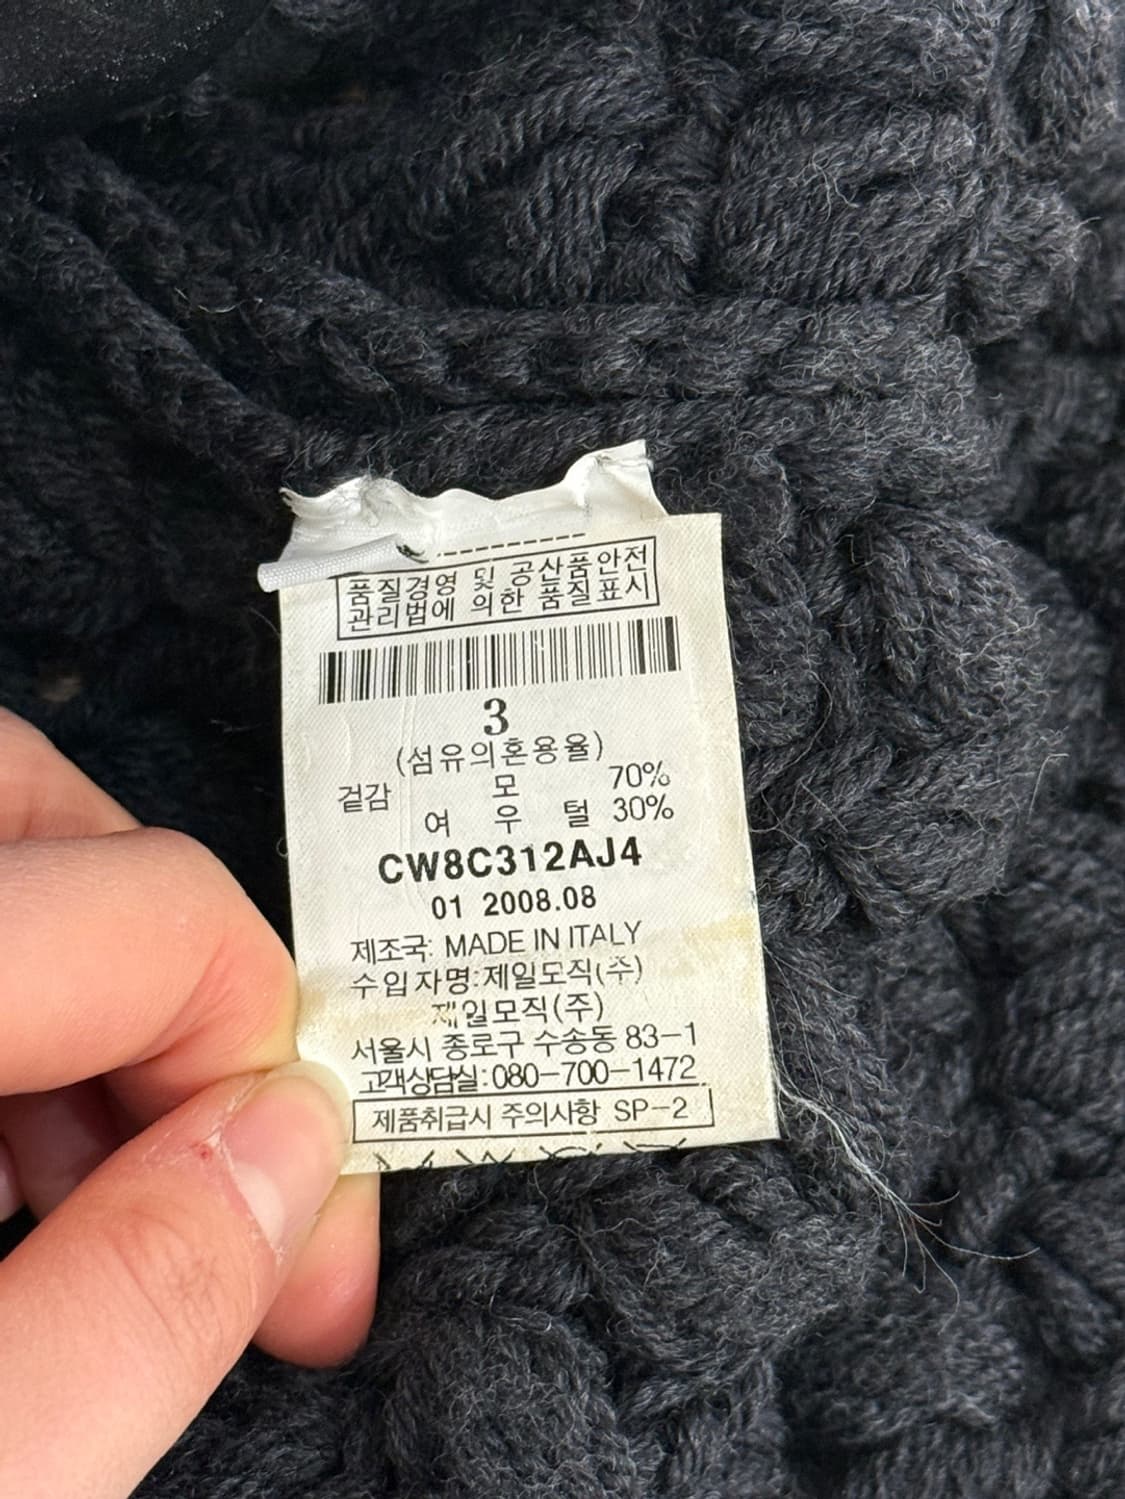 품질경영 및 공산품안전
관리법에 의한 품질표시
3
(섬유의혼용율)
겉감 모 70%
여 우 털 30%
CW8C312AJ4
01 2008.08
제조국: MADE IN ITALY
수입자명:제일모직(주)
제일모직(주)
서울시 종로구 수송동 83-1
고객상담실:080-700-1472
제품취급시 주의사항 SP-2